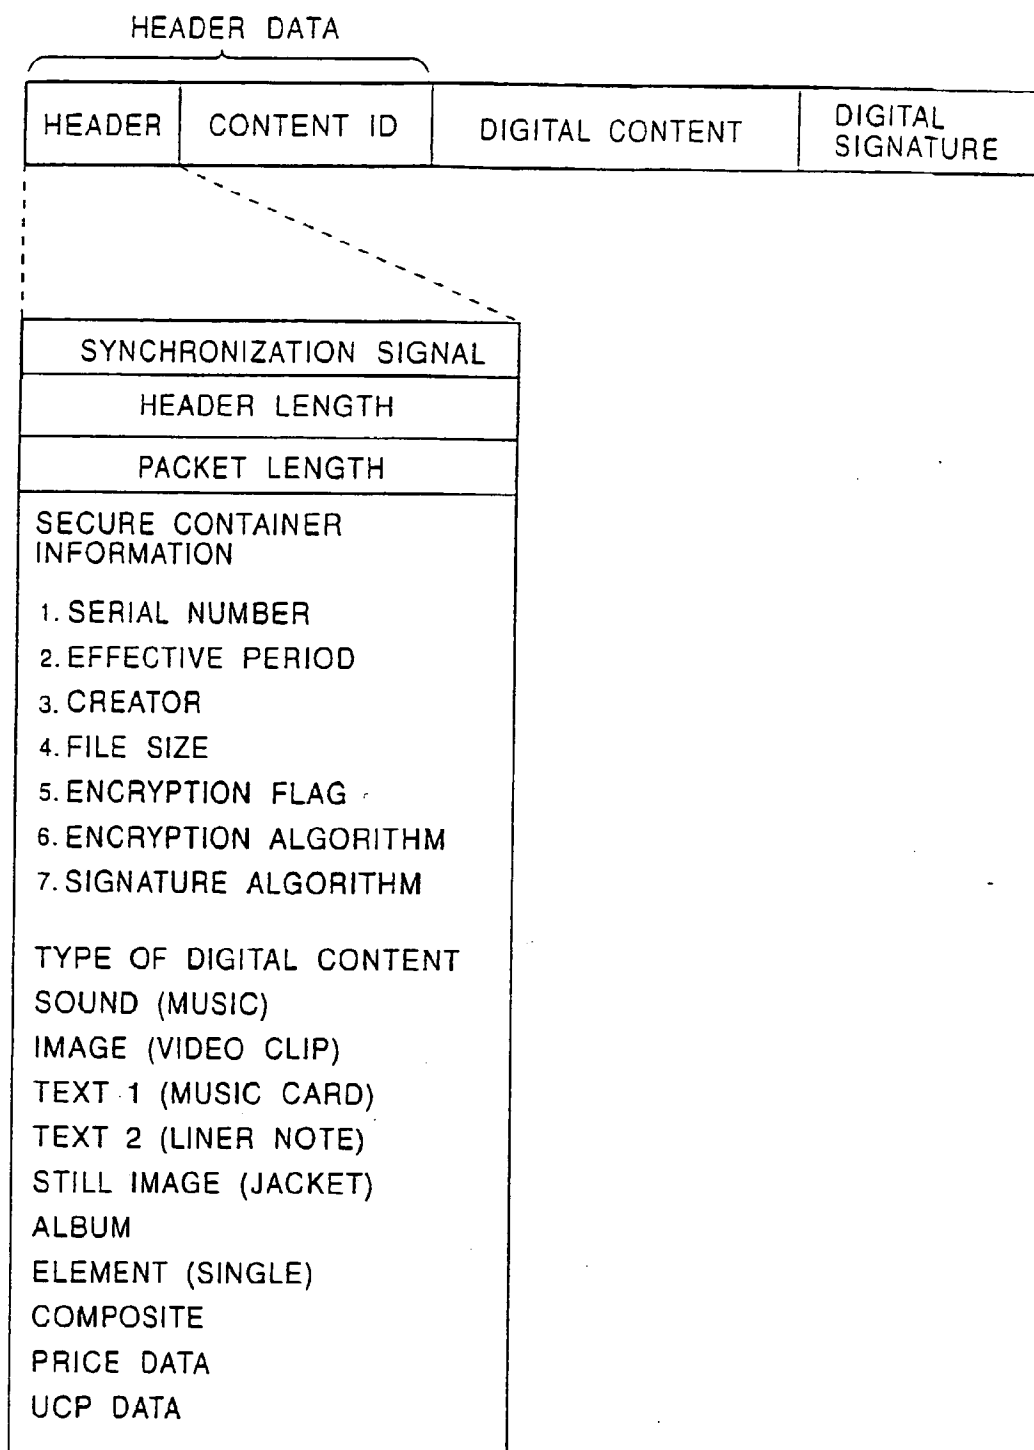 HEADER DATA
HEADER CONTENT ID DIGITAL CONTENT DIGITAL SIGNATURE
SYNCHRONIZATION SIGNAL
HEADER LENGTH
PACKET LENGTH
SECURE CONTAINER
INFORMATION
1. SERIAL NUMBER
2. EFFECTIVE PERIOD
3. CREATOR
4. FILE SIZE
5. ENCRYPTION FLAG
6. ENCRYPTION ALGORITHM
7. SIGNATURE ALGORITHM
TYPE OF DIGITAL CONTENT
SOUND (MUSIC)
IMAGE (VIDEO CLIP)
TEXT 1 (MUSIC CARD)
TEXT 2 (LINER NOTE)
STILL IMAGE (JACKET)
ALBUM
ELEMENT (SINGLE)
COMPOSITE
PRICE DATA
UCP DATA